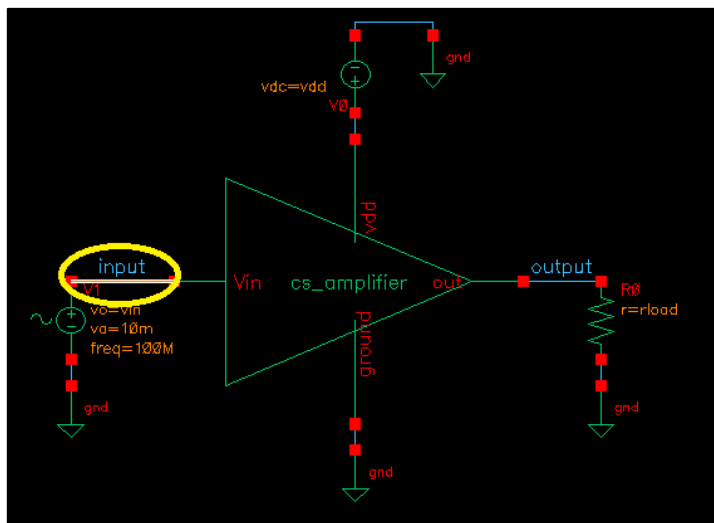 gnd
vdc=vdd
V0
vdd
input
output
Vin
cs_amplifier
out
V1
R0
vo=vin
r=rload
va=10m
freq=100M
ground
gnd
gnd
gnd